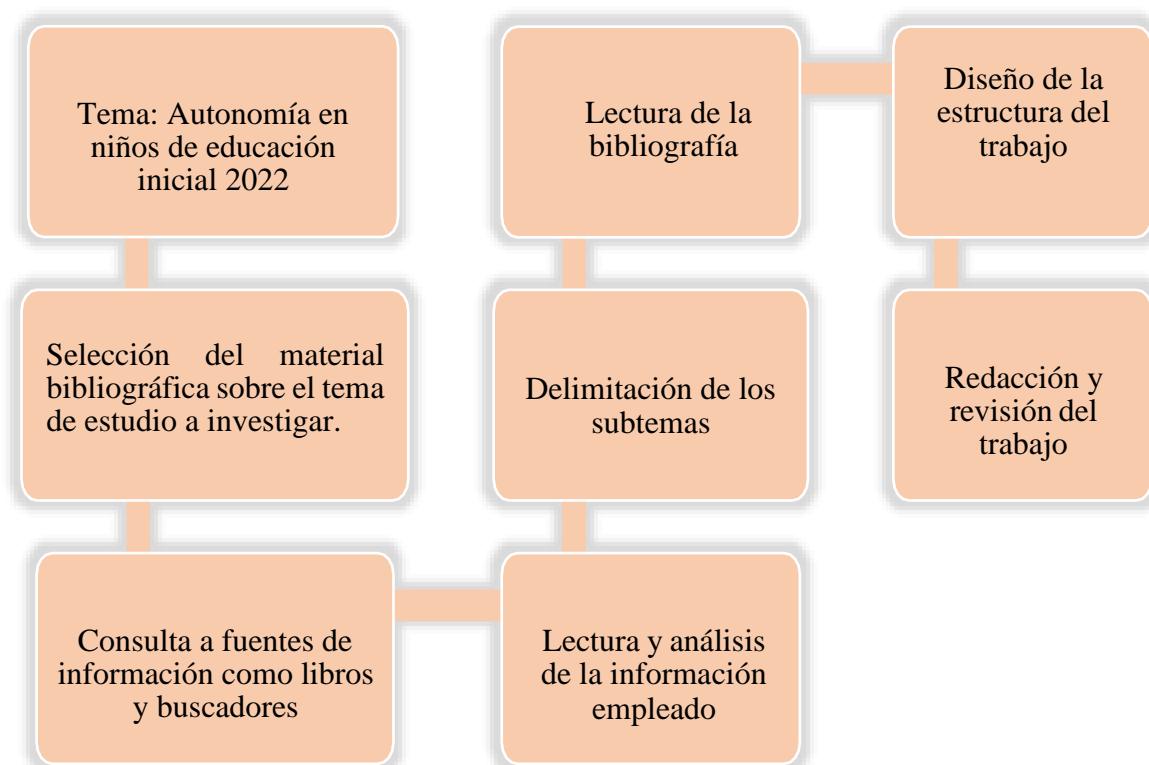 Tema: Autonomía en
niños de educación
inicial 2022
Selección del material
bibliográfica sobre el tema
de estudio a investigar.
Consulta a fuentes de
información como libros
y buscadores
Lectura y análisis
de la información
empleado
Delimitación de los
subtemas
Lectura de la
bibliografía
Diseño de la
estructura del
trabajo
Redacción y
revisión del
trabajo